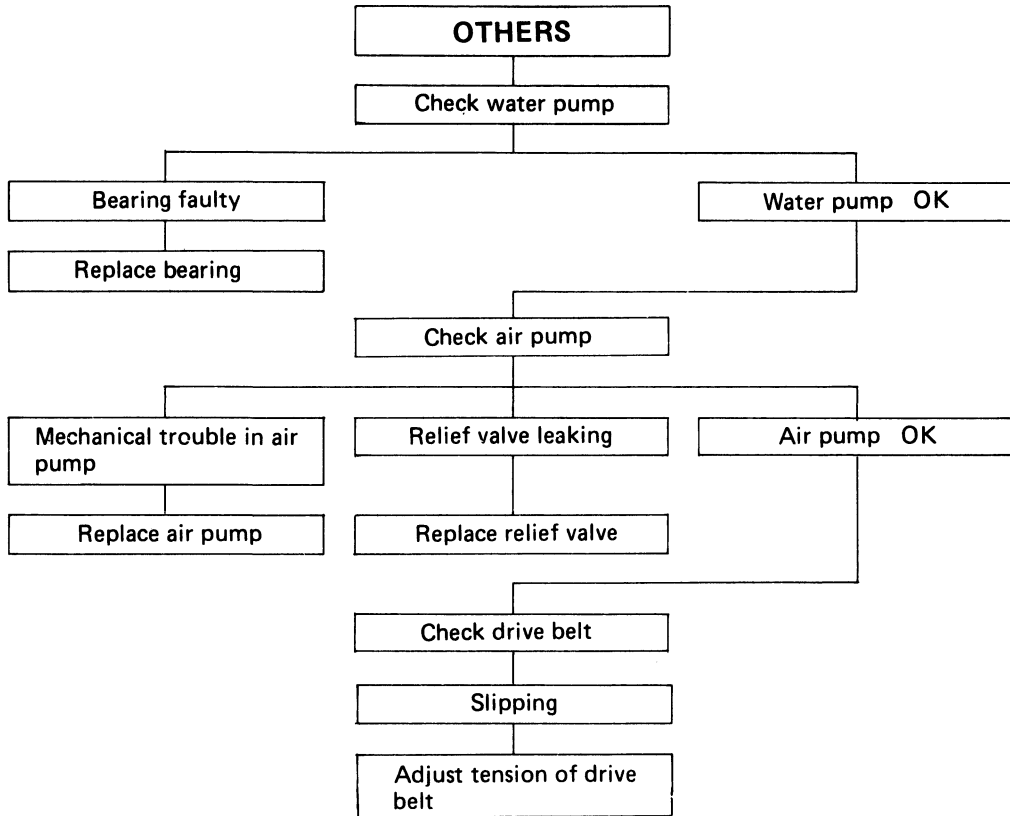 OTHERS
Check water pump
Bearing faulty
Water pump OK
Replace bearing
Check air pump
Mechanical trouble in air
pump
Relief valve leaking
Air pump OK
Replace air pump
Replace relief valve
Check drive belt
Slipping
Adjust tension of drive
belt